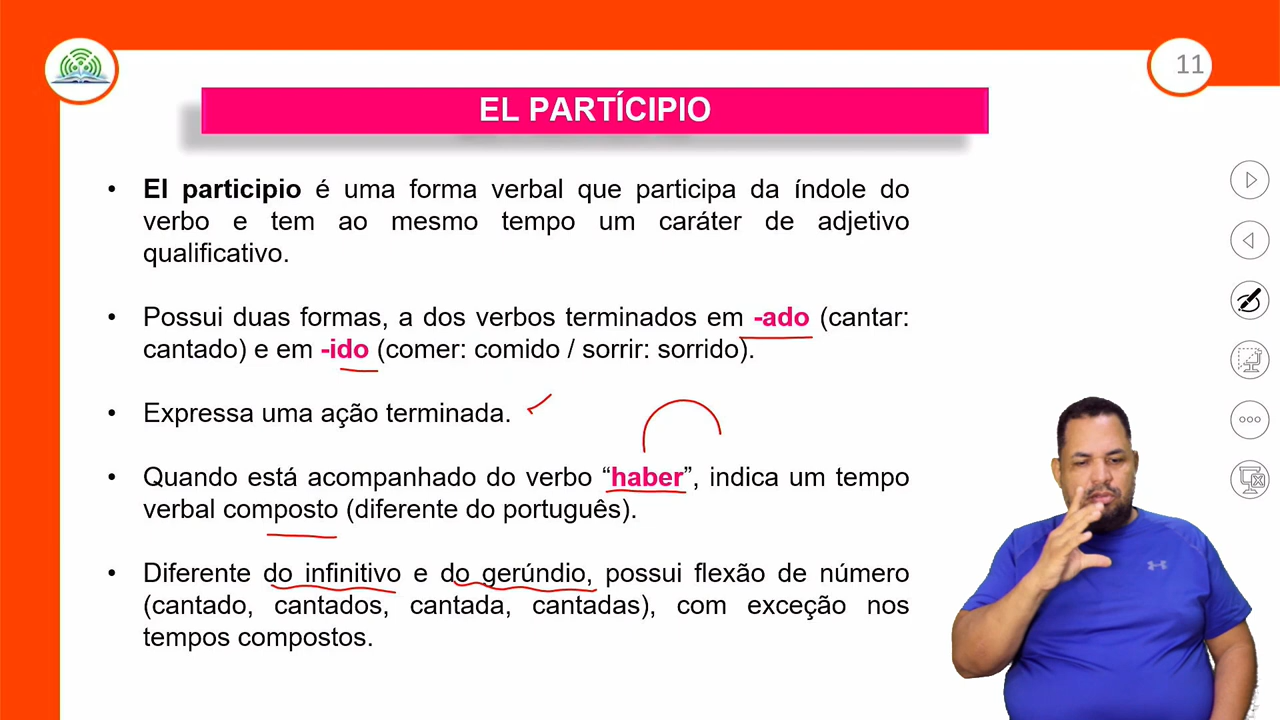 11
EL PARTÍCIPIO
• El participio é uma forma verbal que participa da índole do
verbo e tem ao mesmo tempo um caráter de adjetivo
qualificativo.
• Possui duas formas, a dos verbos terminados em -ado (cantar:
cantado) e em -ido (comer: comido / sorrir: sorrido).
• Expressa uma ação terminada.
• Quando está acompanhado do verbo “haber”, indica um tempo
verbal composto (diferente do português).
• Diferente do infinitivo e do gerúndio, possui flexão de número
(cantado, cantados, cantada, cantadas), com exceção nos
tempos compostos.